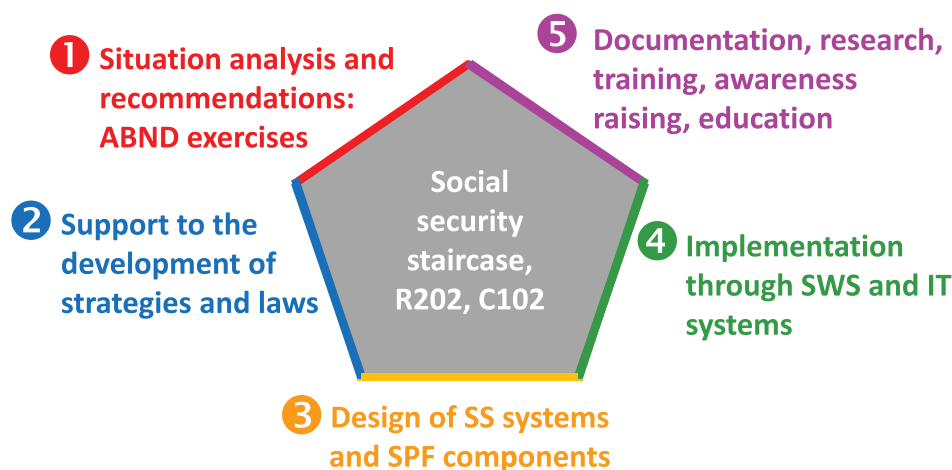 1 Situation analysis and
recommendations:
ABND exercises
2 Support to the
development of
strategies and laws
3 Design of SS systems
and SPF components
4 Implementation
through SWS and IT
systems
5 Documentation, research,
training, awareness
raising, education
Social
security
staircase,
R202, C102